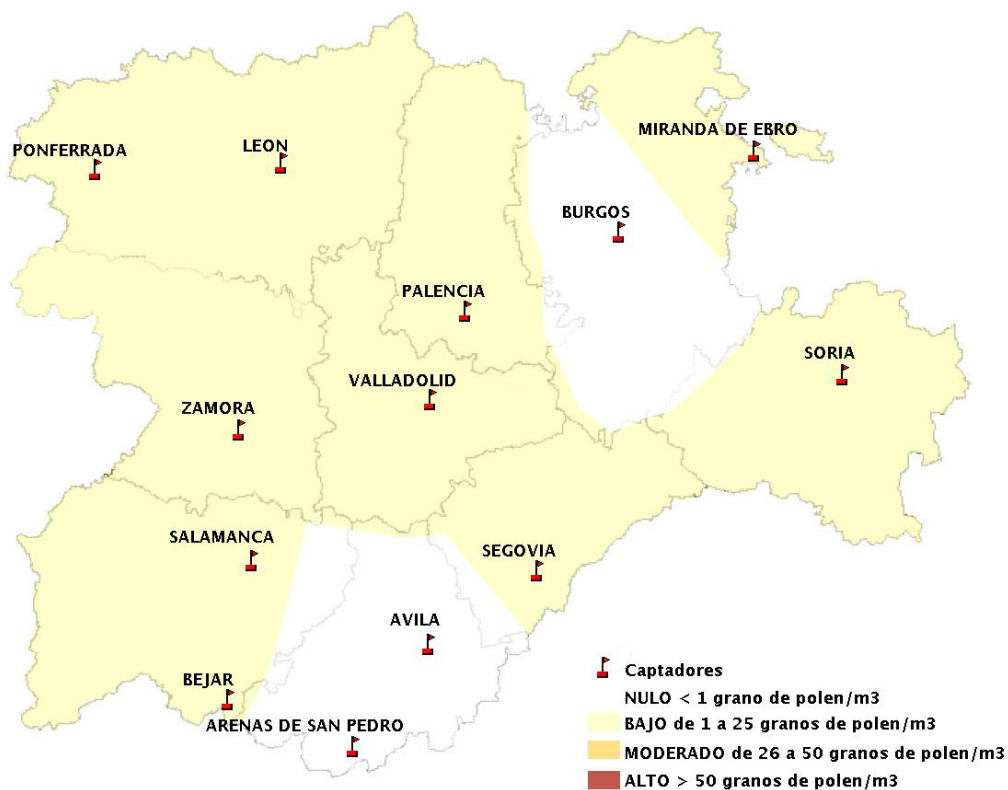 MIRANDA DE EBRO
PONFERRADA
LEON
BURGOS
PALENCIA
SORIA
VALLADOLID
ZAMORA
SALAMANCA
SEGOVIA
AVILA
BEJAR
ARENAS DE SAN PEDRO
Captadores
NULO < 1 grano de polen/m3
BAJO de 1 a 25 granos de polen/m3
MODERADO de 26 a 50 granos de polen/m3
ALTO > 50 granos de polen/m3